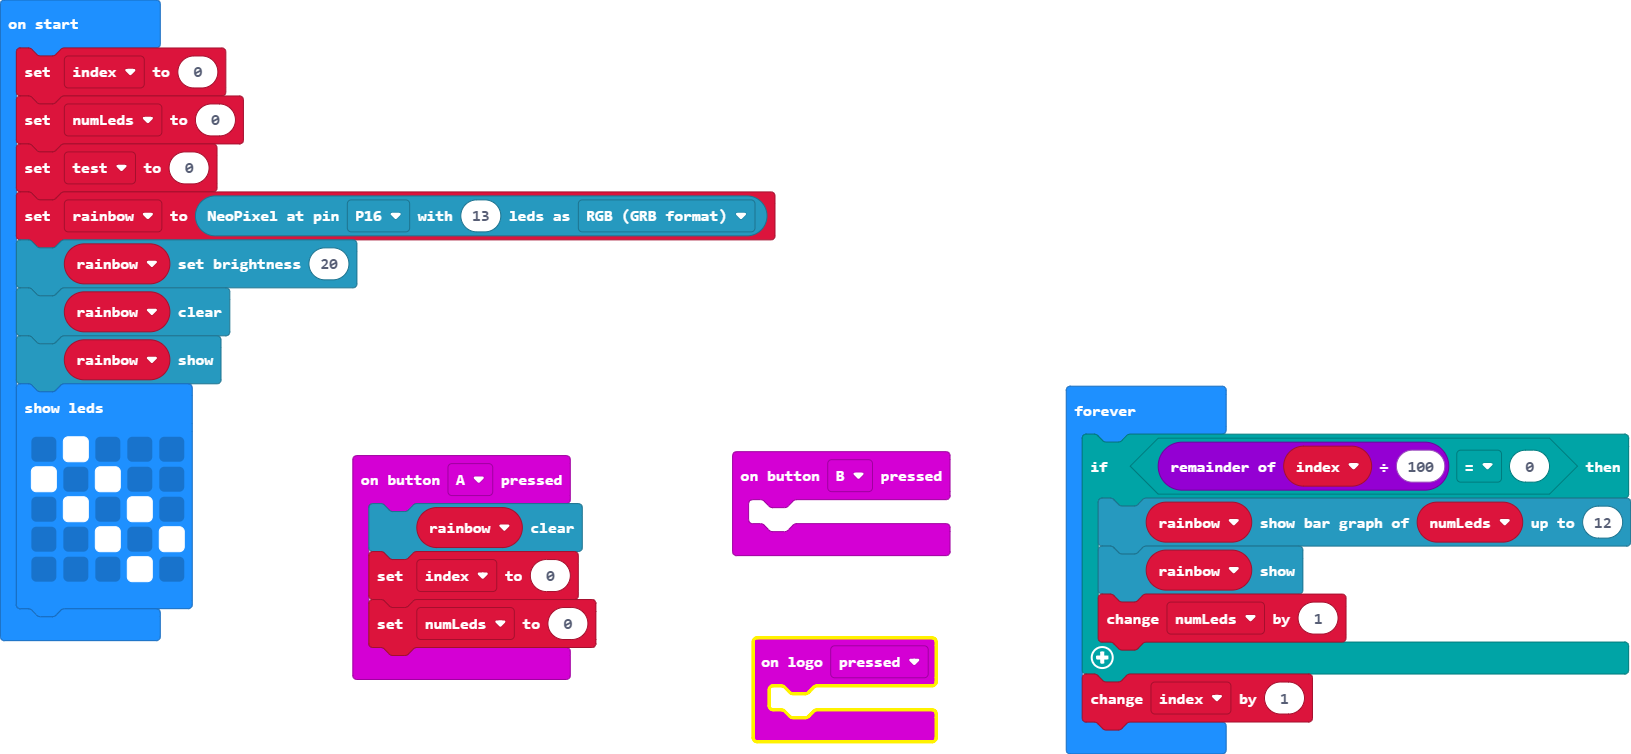 on start
set index to 0
set numLeds to 0
set test to 0
set rainbow to NeoPixel at pin P16 with 13 leds as RGB (GRB format)
rainbow set brightness 20
rainbow clear
rainbow show
show leds
on button A pressed
rainbow clear
set index to 0
set numLeds to 0
on button B pressed
on logo pressed
forever
if remainder of index ÷ 100 = 0 then
rainbow show bar graph of numLeds up to 12
rainbow show
change numLeds by 1
change index by 1